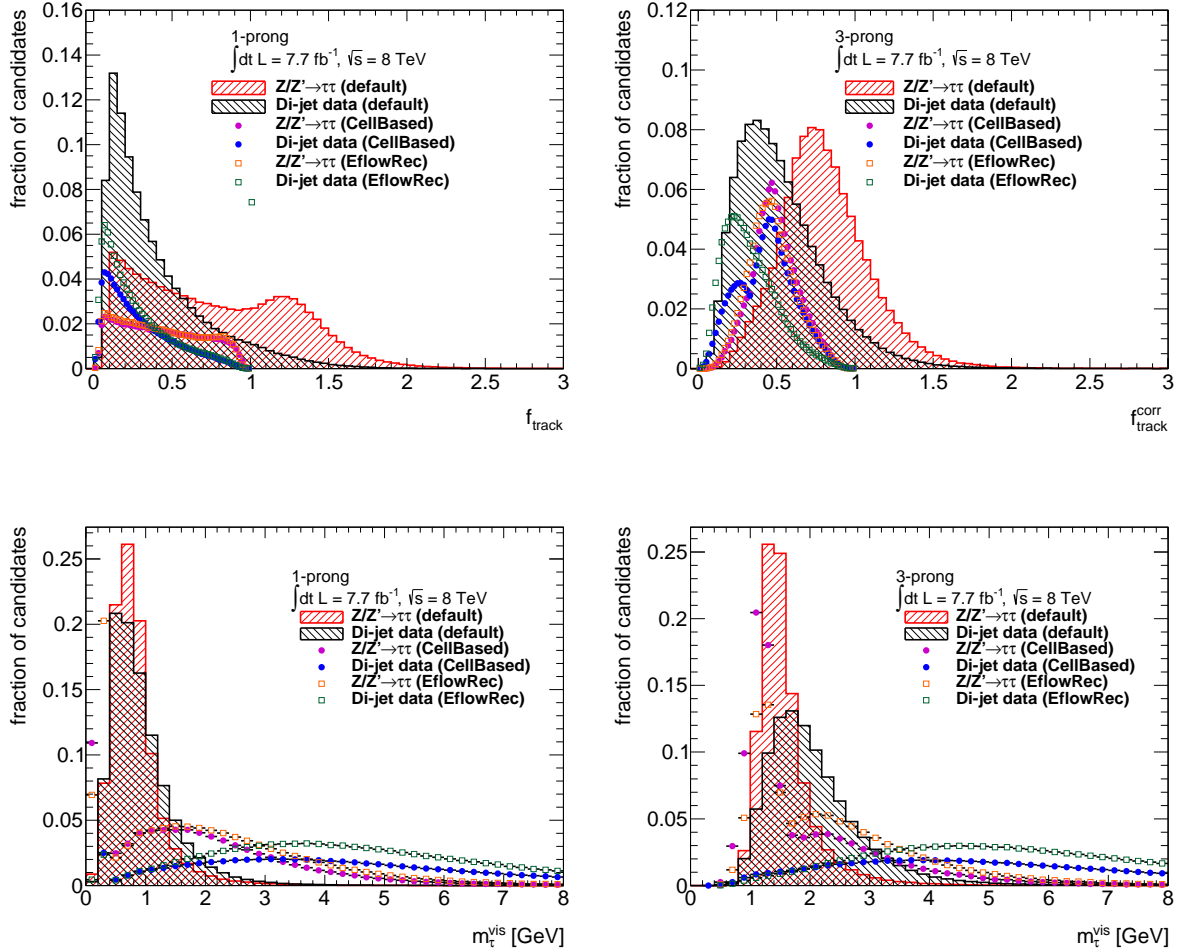 fraction of candidates
0.16
0.14
0.12
0.1
0.08
0.06
0.04
0.02
0
1-prong
∫dt L = 7.7 fb⁻¹, √s = 8 TeV
Z/Z'→ττ (default)
Di-jet data (default)
Z/Z'→ττ (CellBased)
Di-jet data (CellBased)
Z/Z'→ττ (EflowRec)
Di-jet data (EflowRec)
0 0.5 1 1.5 2 2.5 3
f_track
fraction of candidates
0.12
0.1
0.08
0.06
0.04
0.02
0
3-prong
∫dt L = 7.7 fb⁻¹, √s = 8 TeV
Z/Z'→ττ (default)
Di-jet data (default)
Z/Z'→ττ (CellBased)
Di-jet data (CellBased)
Z/Z'→ττ (EflowRec)
Di-jet data (EflowRec)
0 0.5 1 1.5 2 2.5 3
f_track^corr
fraction of candidates
0.25
0.2
0.15
0.1
0.05
0
1-prong
∫dt L = 7.7 fb⁻¹, √s = 8 TeV
Z/Z'→ττ (default)
Di-jet data (default)
Z/Z'→ττ (CellBased)
Di-jet data (CellBased)
Z/Z'→ττ (EflowRec)
Di-jet data (EflowRec)
0 1 2 3 4 5 6 7 8
m_τ^vis [GeV]
fraction of candidates
0.25
0.2
0.15
0.1
0.05
0
3-prong
∫dt L = 7.7 fb⁻¹, √s = 8 TeV
Z/Z'→ττ (default)
Di-jet data (default)
Z/Z'→ττ (CellBased)
Di-jet data (CellBased)
Z/Z'→ττ (EflowRec)
Di-jet data (EflowRec)
0 1 2 3 4 5 6 7 8
m_τ^vis [GeV]